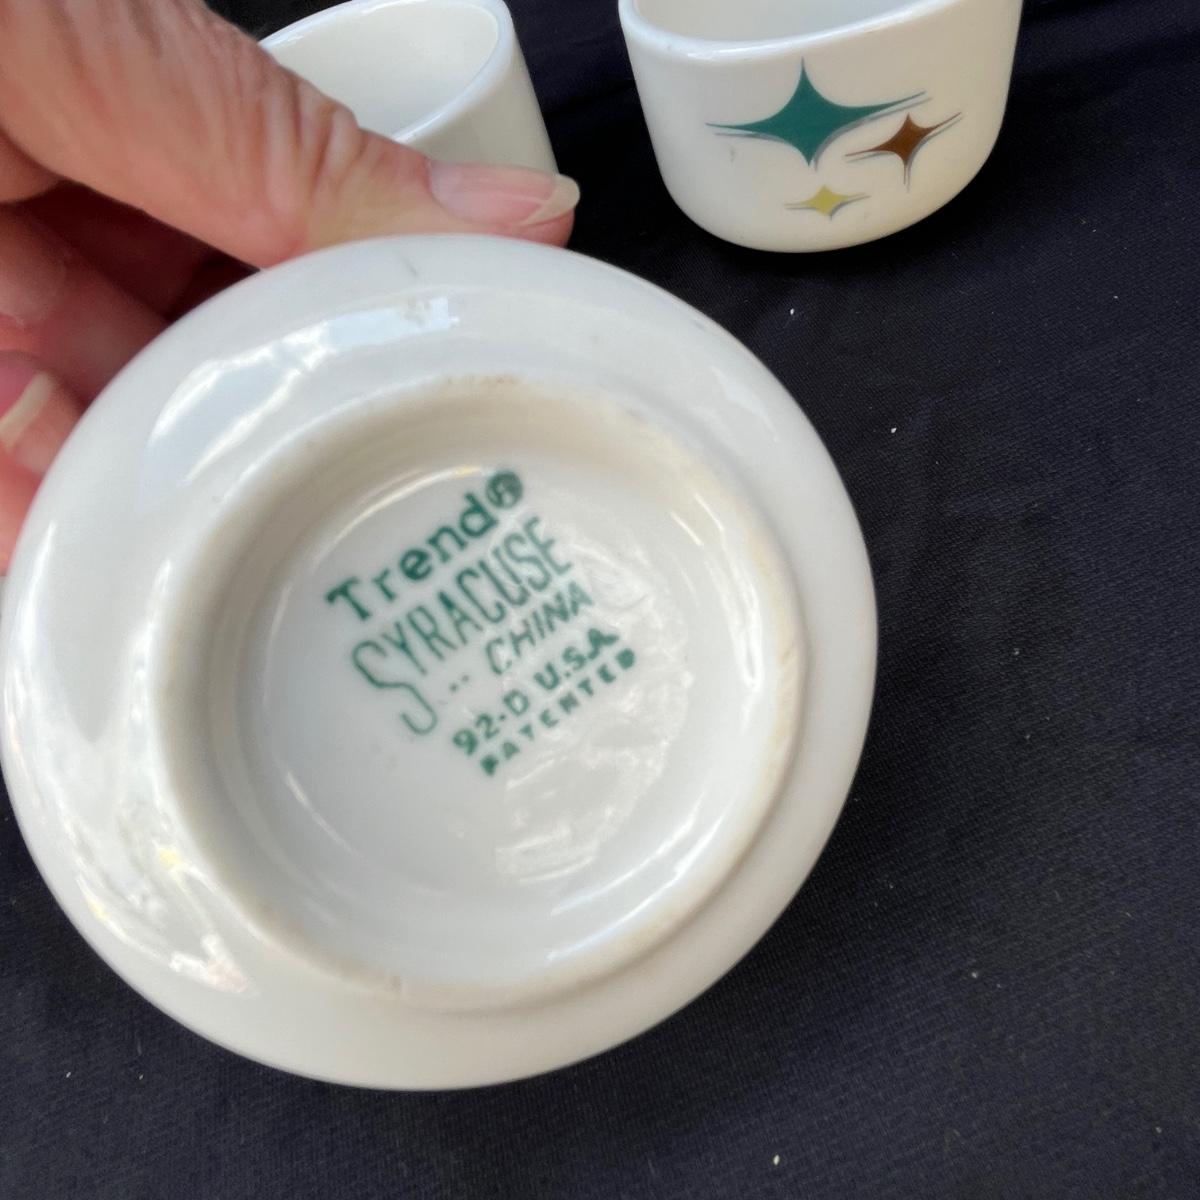 Trend®
SYRACUSE
CHINA
92-D U.S.A.
PATENTED